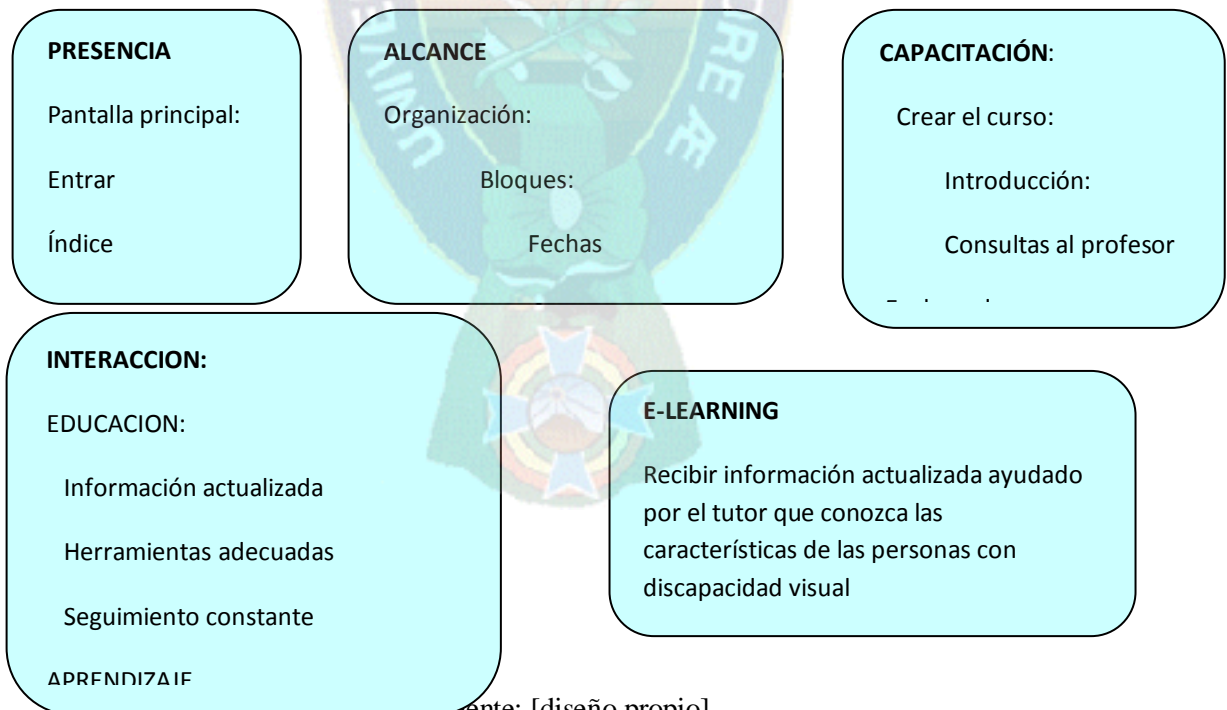 PRESENCIA
Pantalla principal:
Entrar
Índice
ALCANCE
Organización:
Bloques:
Fechas
CAPACITACIÓN:
Crear el curso:
Introducción:
Consultas al profesor
INTERACCION:
EDUCACION:
Información actualizada
Herramientas adecuadas
Seguimiento constante
APRENDIZAJE
E-LEARNING
Recibir información actualizada ayudado
por el tutor que conozca las
características de las personas con
discapacidad visual
ente: [diseño propio]